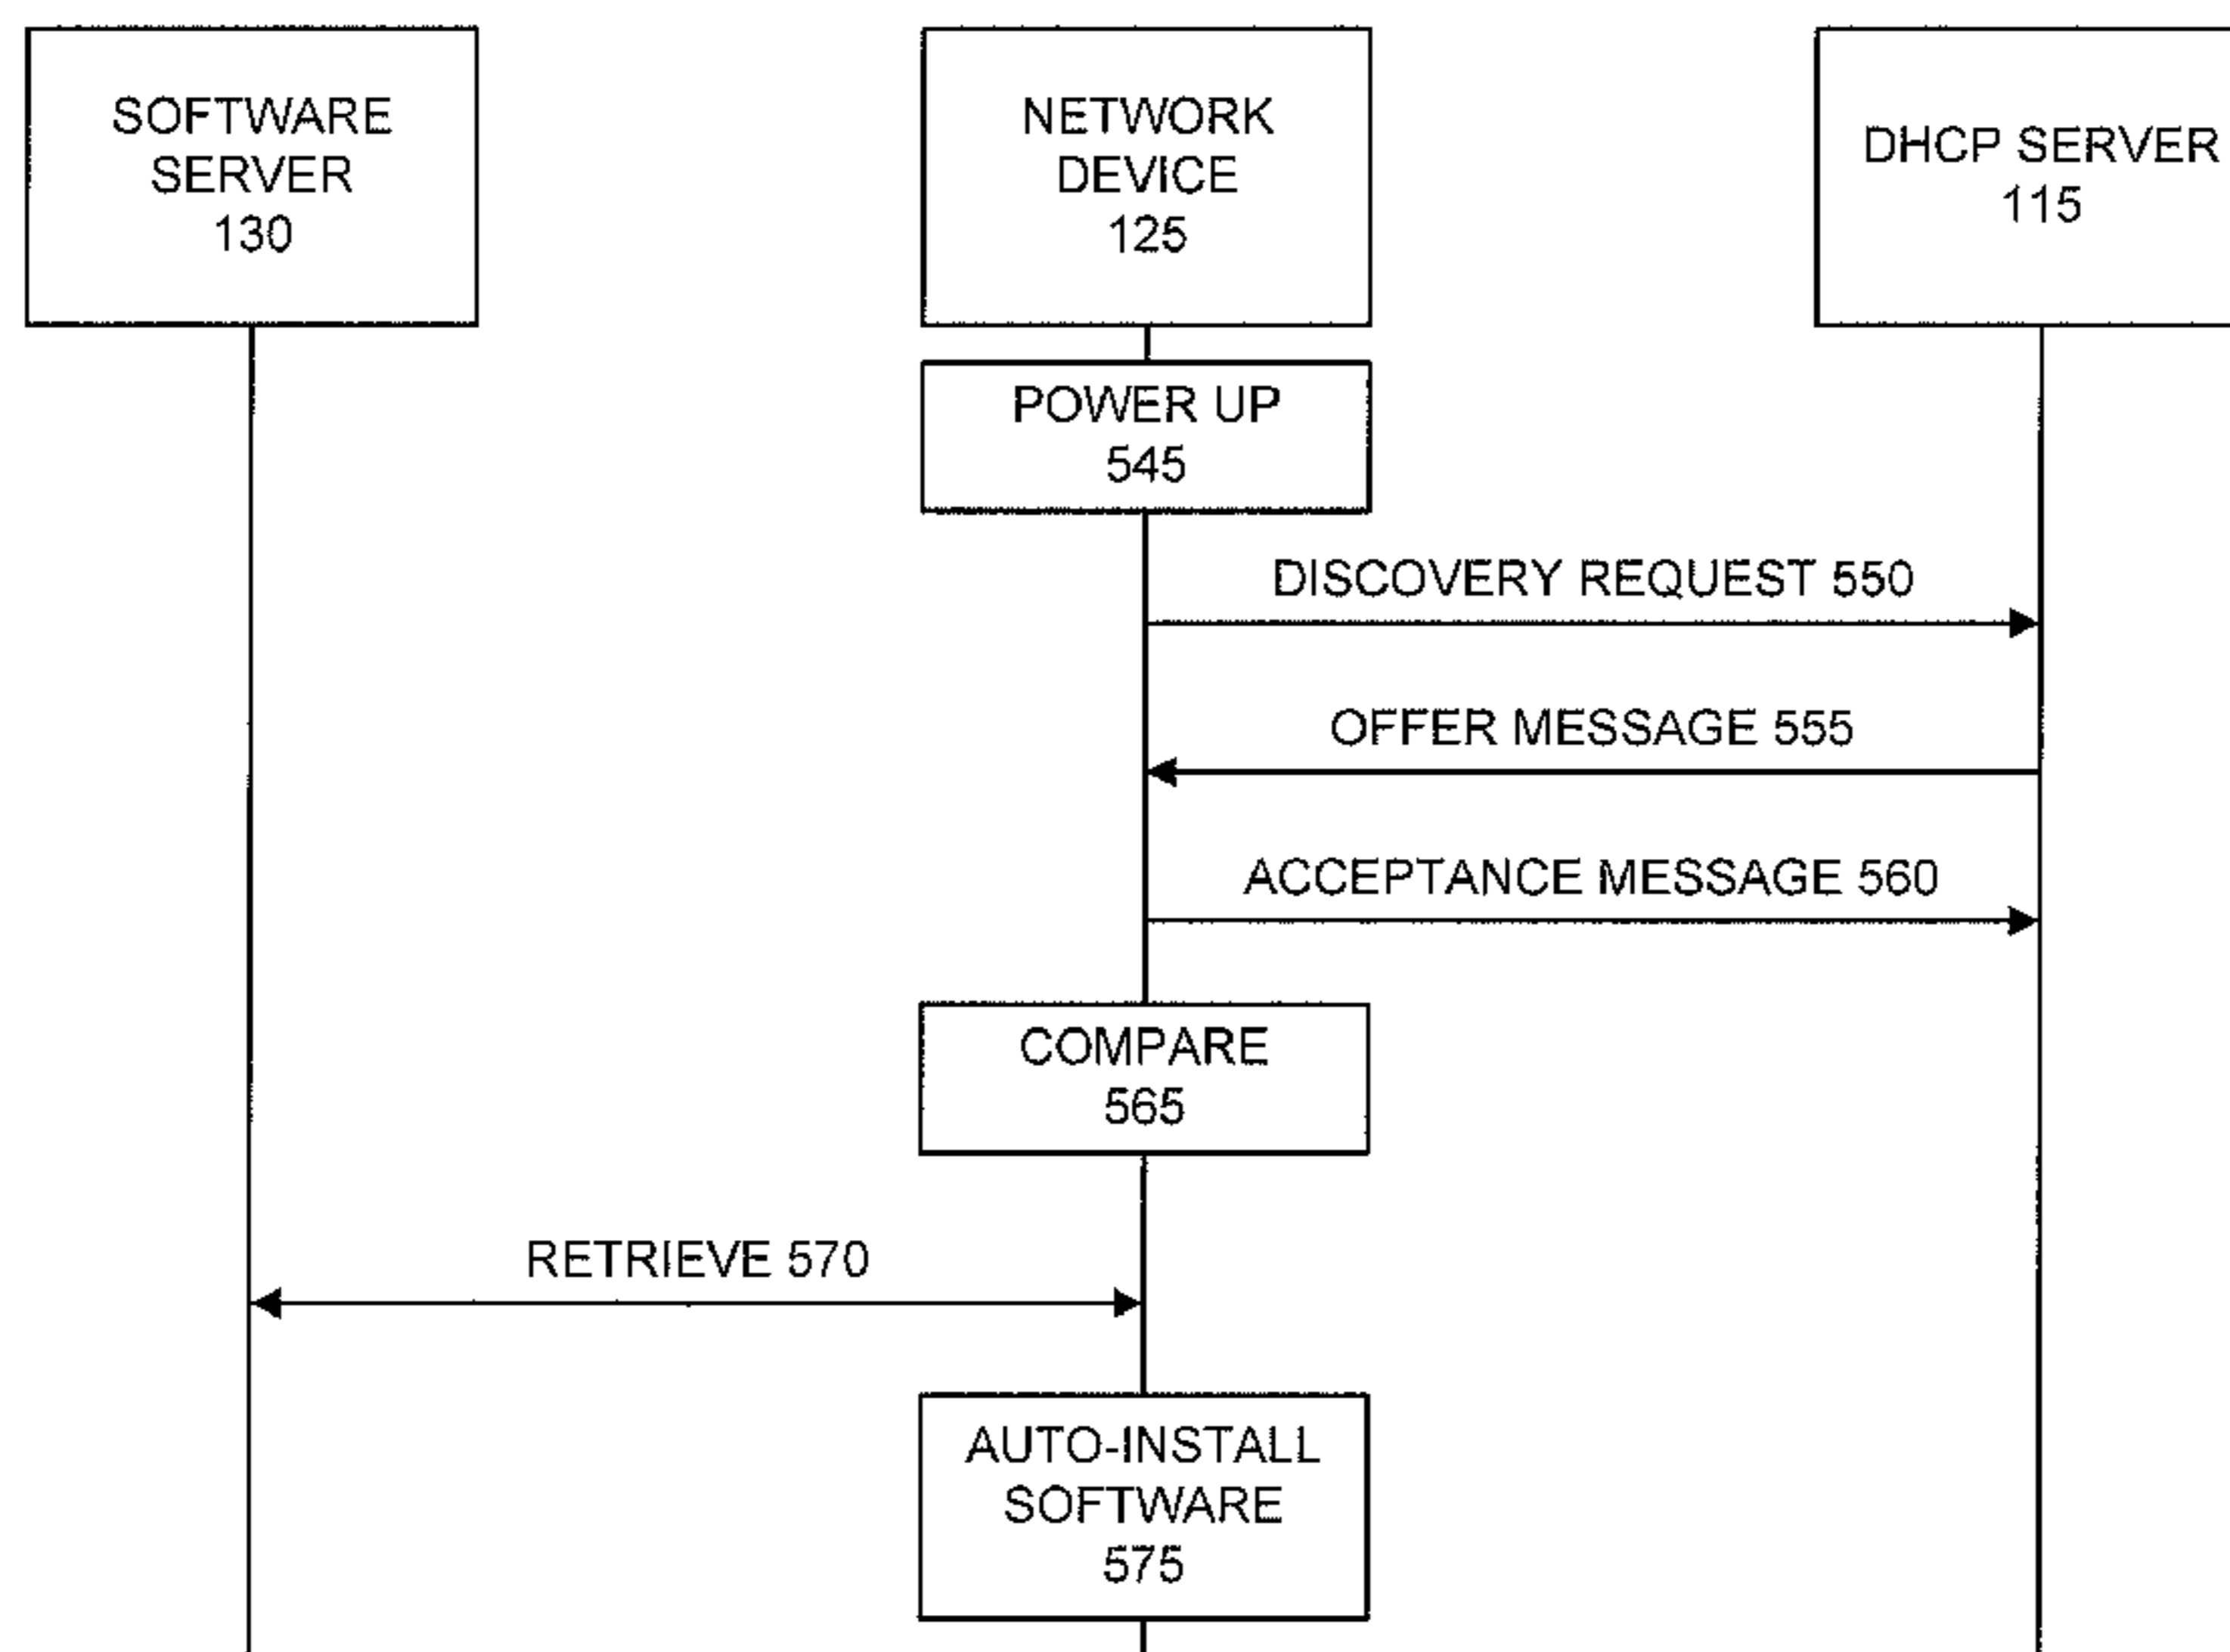 SOFTWARE
SERVER
130
NETWORK
DEVICE
125
DHCP SERVER
115
POWER UP
545
DISCOVERY REQUEST 550
OFFER MESSAGE 555
ACCEPTANCE MESSAGE 560
COMPARE
565
RETRIEVE 570
AUTO-INSTALL
SOFTWARE
575